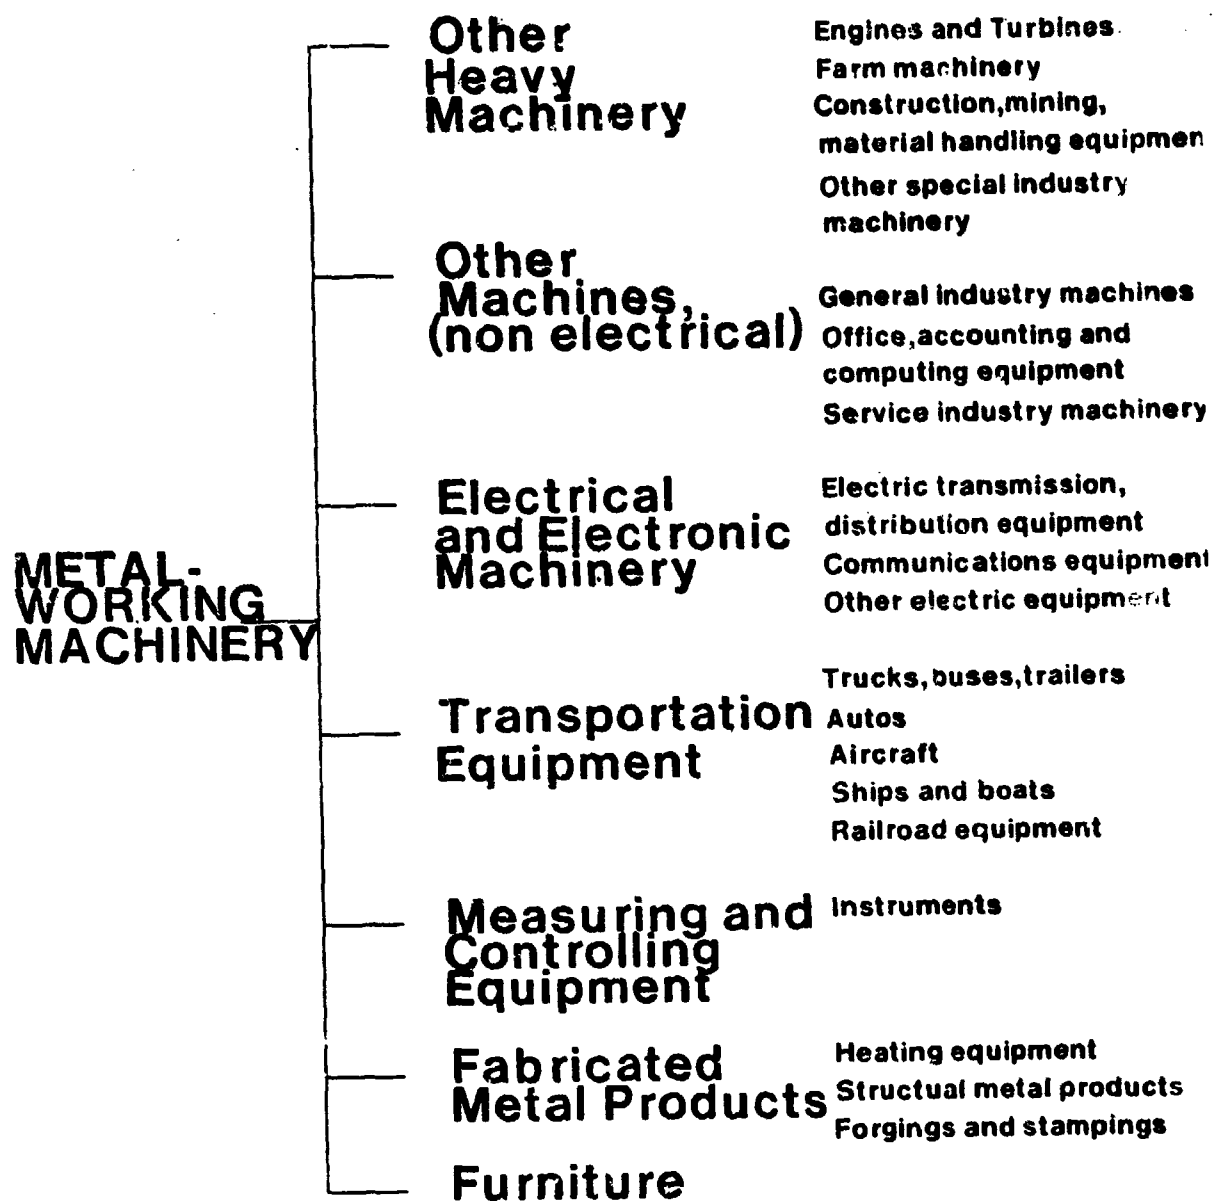 METAL-
WORKING
MACHINERY
Other
Heavy
Machinery
Engines and Turbines
Farm machinery
Construction,mining,
material handling equipmen
Other special industry
machinery
Other
Machines,
(non electrical)
General industry machines
Office,accounting and
computing equipment
Service industry machinery
Electrical
and Electronic
Machinery
Electric transmission,
distribution equipment
Communications equipment
Other electric equipment
Transportation
Equipment
Trucks,buses,trailers
Autos
Aircraft
Ships and boats
Railroad equipment
Measuring and
Controlling
Equipment
Instruments
Fabricated
Metal Products
Heating equipment
Structual metal products
Forgings and stampings
Furniture